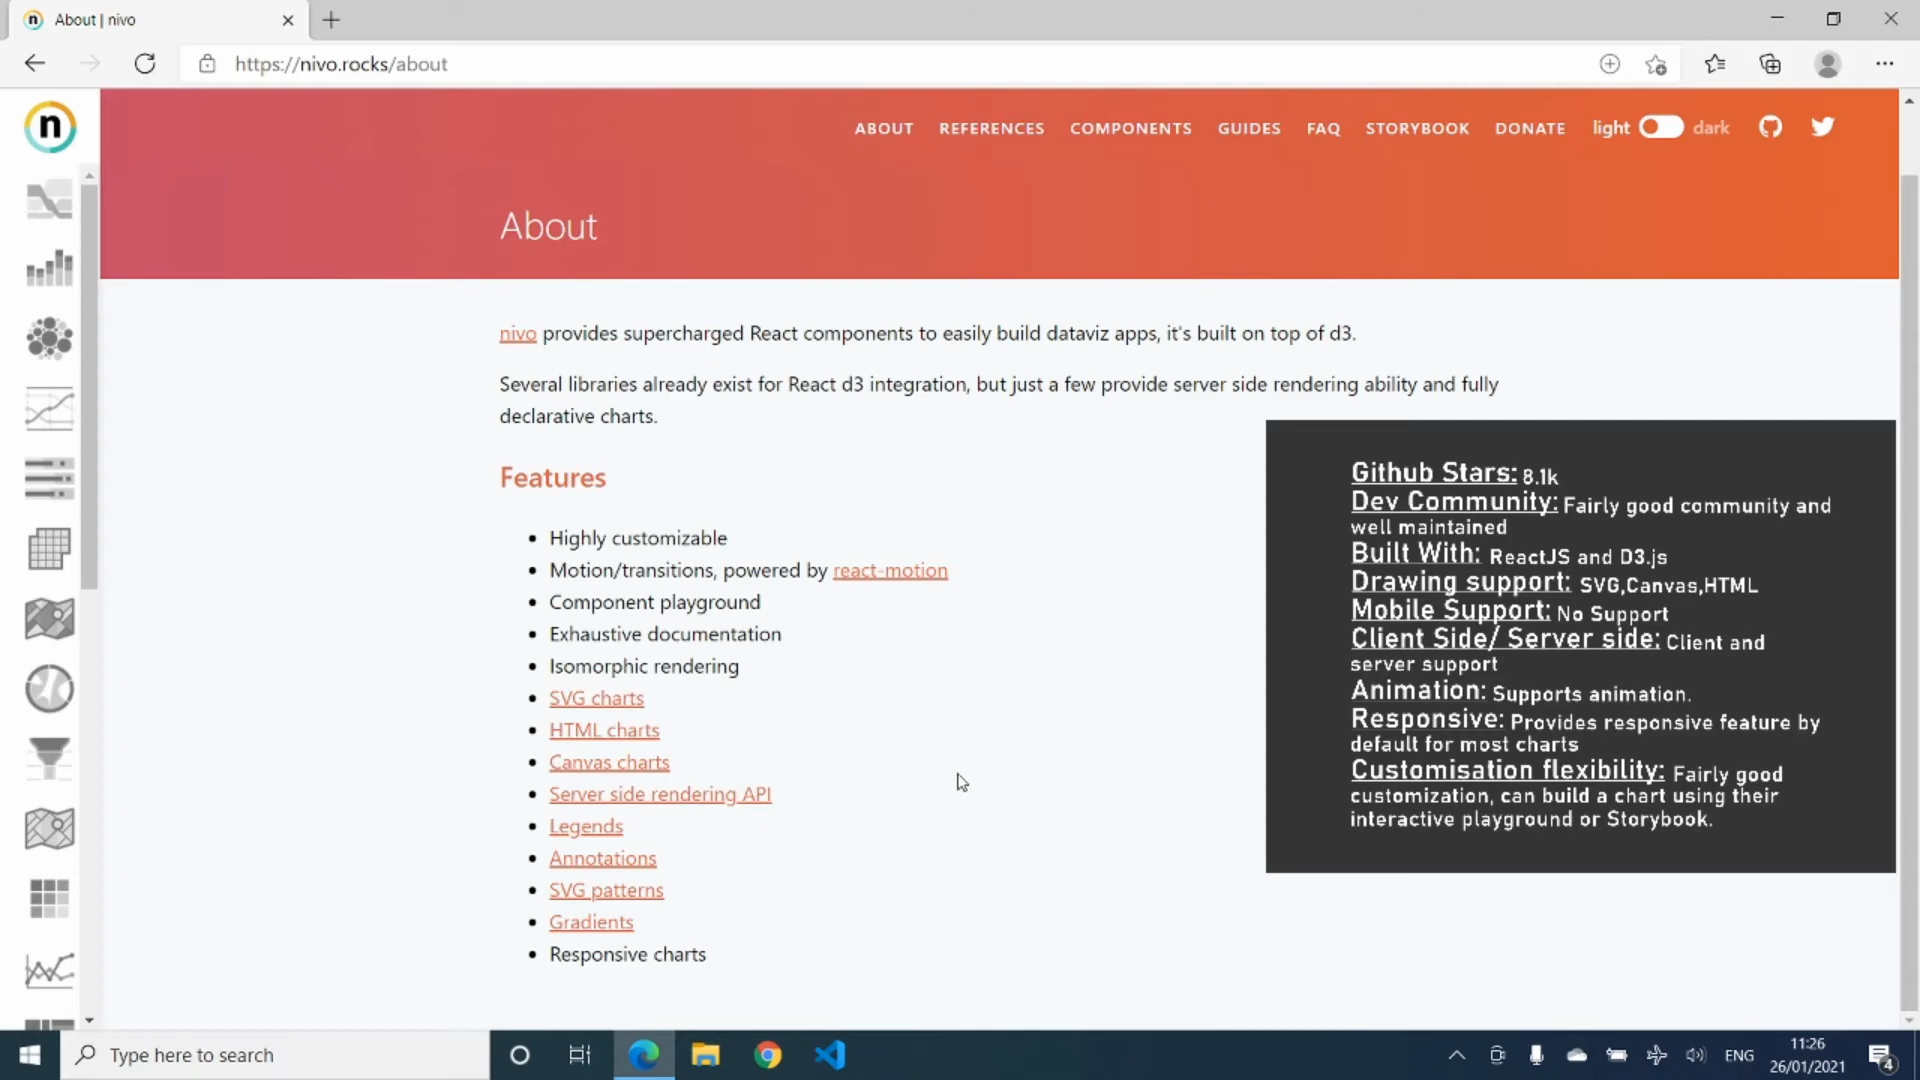 About | nivo
https://nivo.rocks/about
n
ABOUT REFERENCES COMPONENTS GUIDES FAQ STORYBOOK DONATE light dark
About
nivo provides supercharged React components to easily build dataviz apps, it's built on top of d3.
Several libraries already exist for React d3 integration, but just a few provide server side rendering ability and fully
declarative charts.
Features
Highly customizable
Motion/transitions, powered by react-motion
Component playground
Exhaustive documentation
Isomorphic rendering
SVG charts
HTML charts
Canvas charts
Server side rendering API
Legends
Annotations
SVG patterns
Gradients
Responsive charts
Github Stars: 8.1k
Dev Community: Fairly good community and
well maintained
Built With: ReactJS and D3.js
Drawing support: SVG,Canvas,HTML
Mobile Support: No Support
Client Side/ Server side: Client and
server support
Animation: Supports animation.
Responsive: Provides responsive feature by
default for most charts
Customisation flexibility: Fairly good
customization, can build a chart using their
interactive playground or Storybook.
Type here to search
ENG
11:26
26/01/2021
4